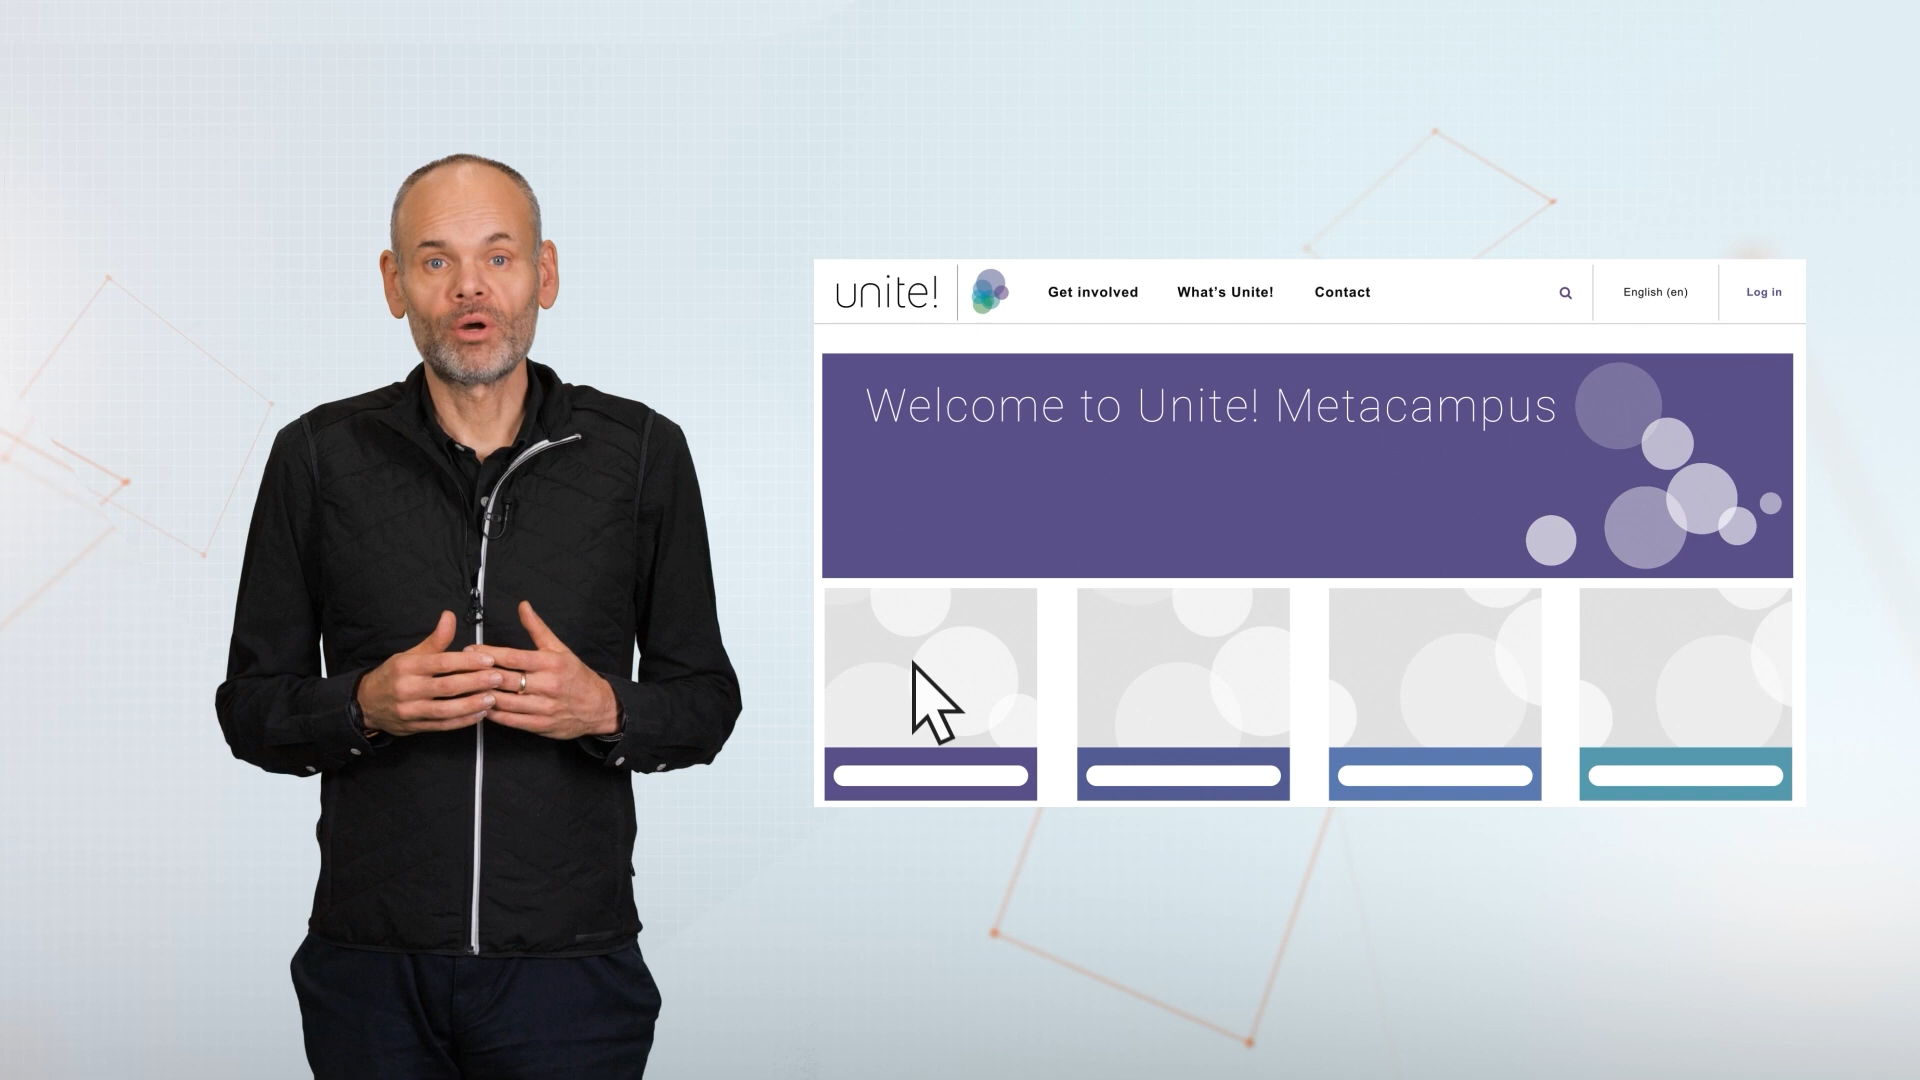 unite!
Get involved
What's Unite!
Contact
English (en)
Log in
Welcome to Unite! Metacampus